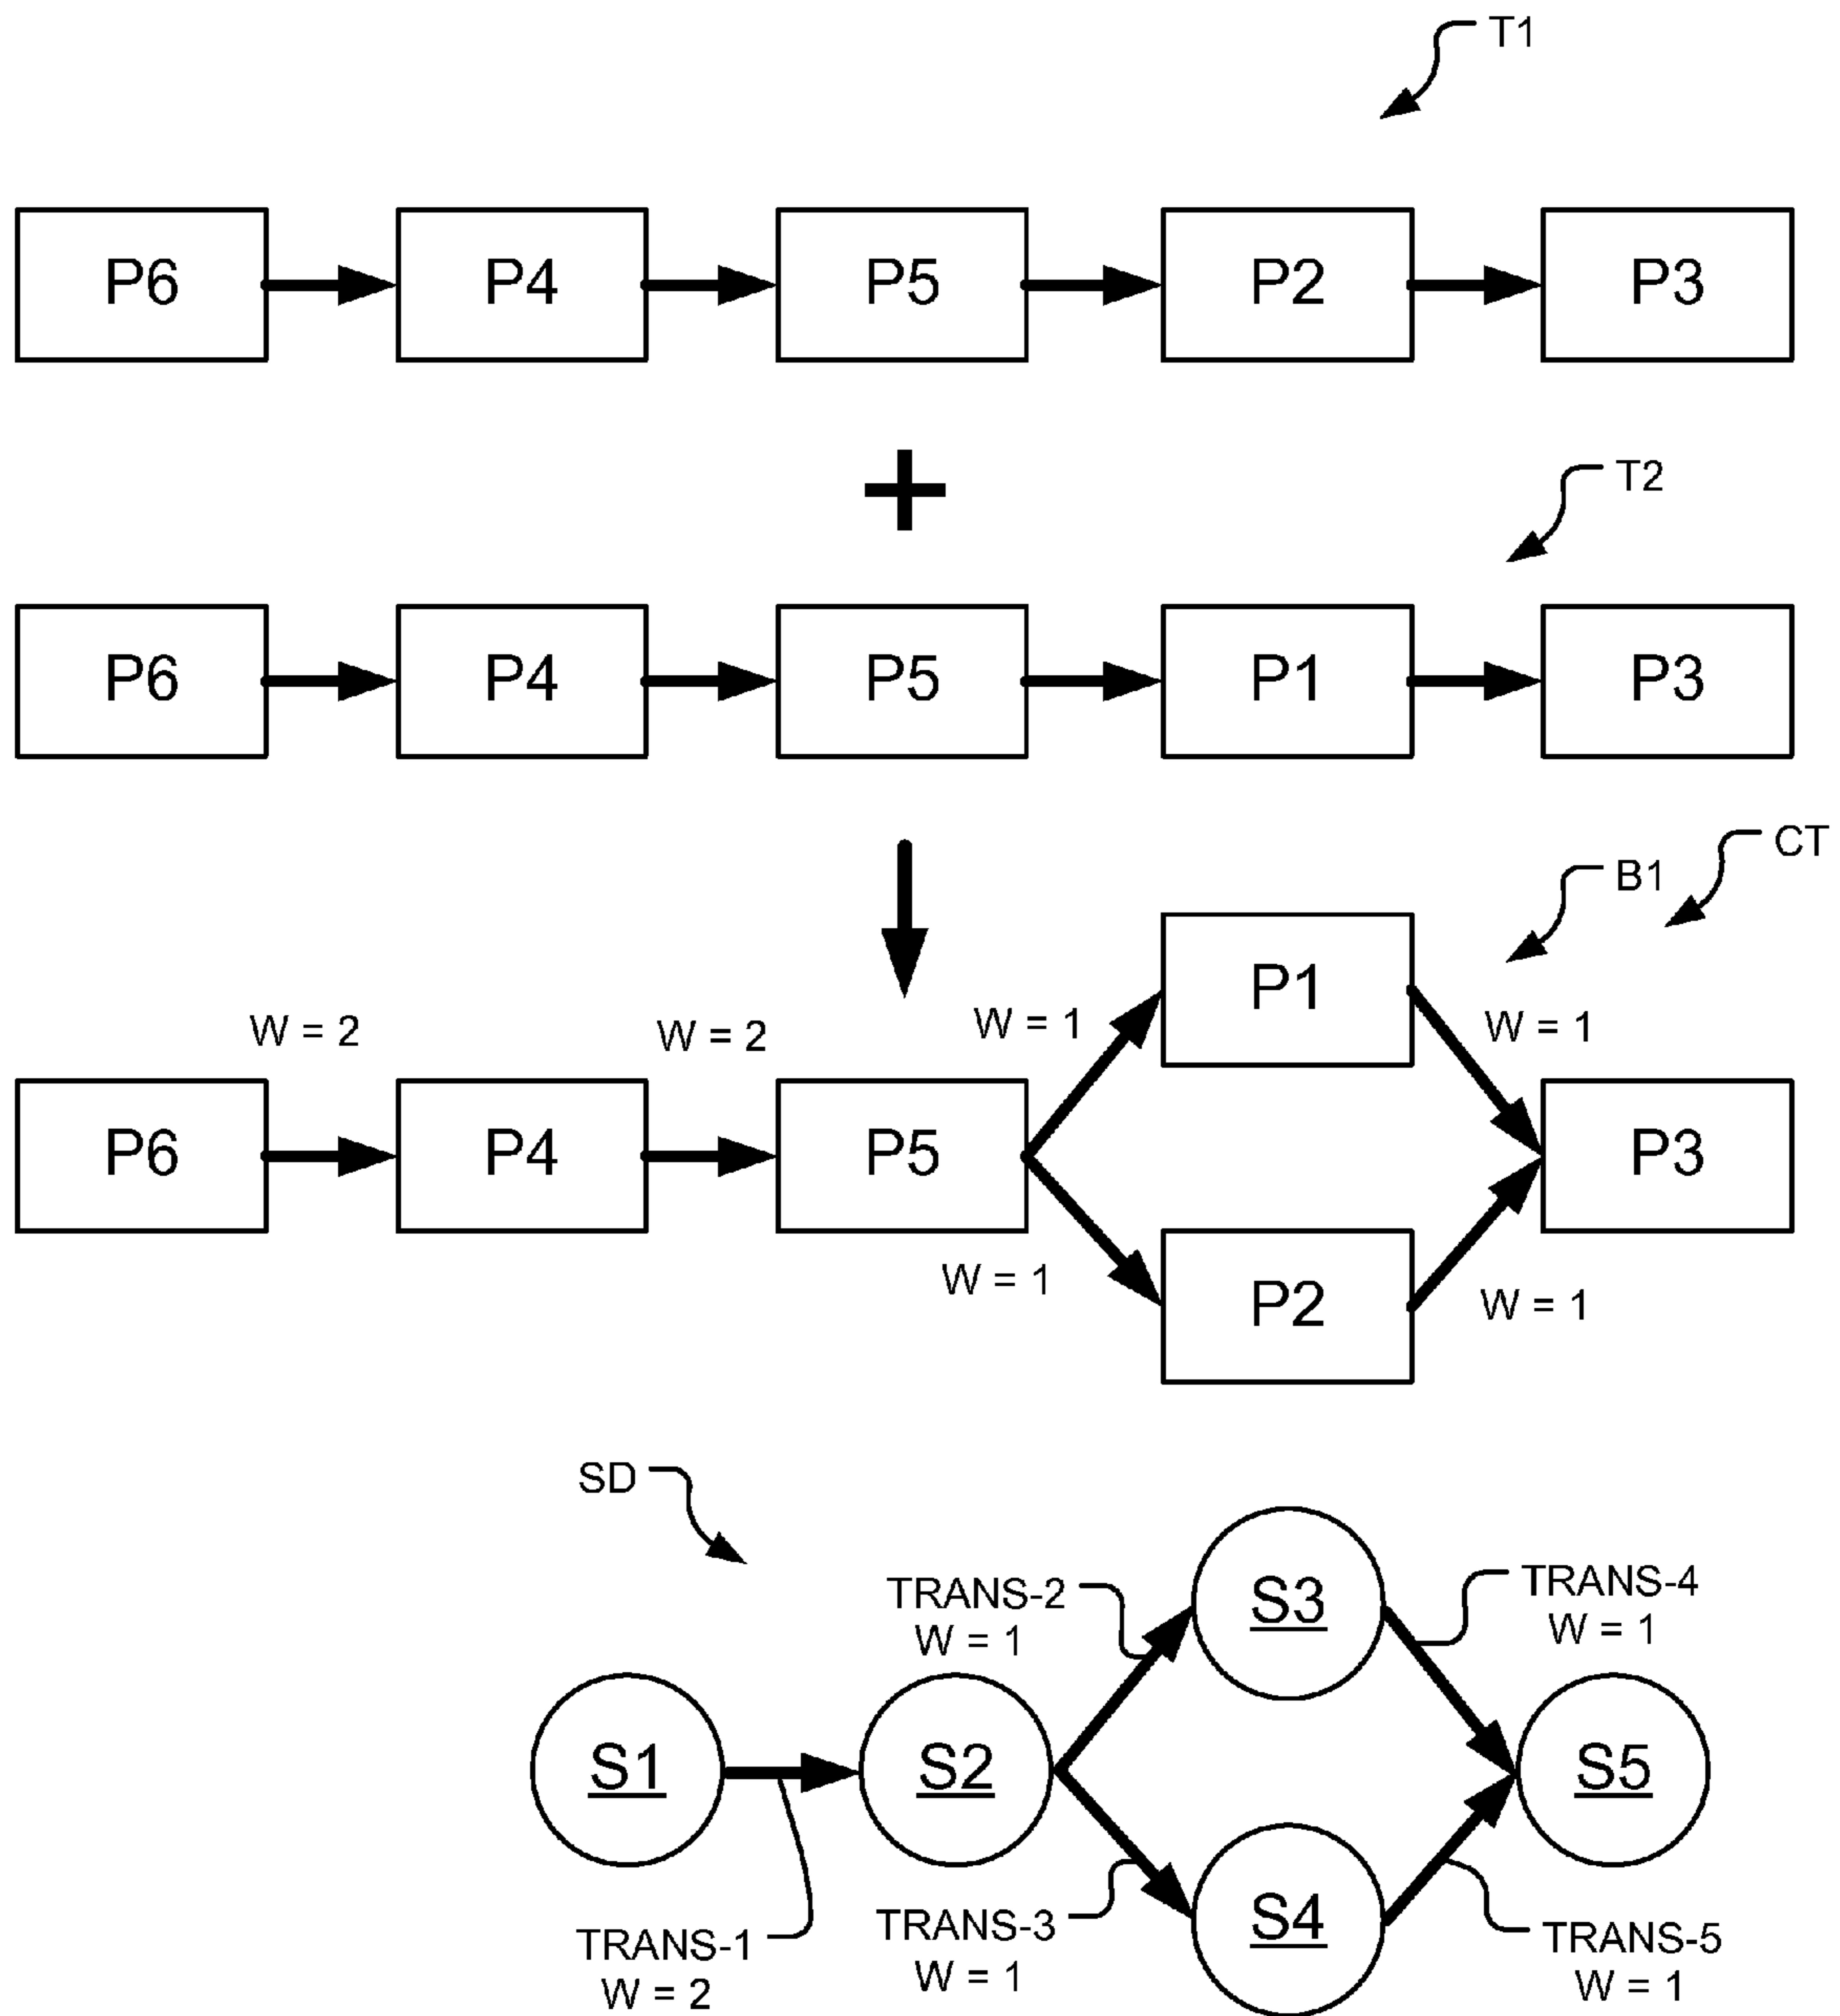 T1
P6
P4
P5
P2
P3
+
T2
P6
P4
P5
P1
P3
CT
B1
P1
W = 2
W = 2
W = 1
W = 1
P6
P4
P5
P3
W = 1
P2
W = 1
SD
TRANS-2
W = 1
S3
TRANS-4
W = 1
S1
S2
S5
TRANS-1
W = 2
TRANS-3
W = 1
S4
TRANS-5
W = 1